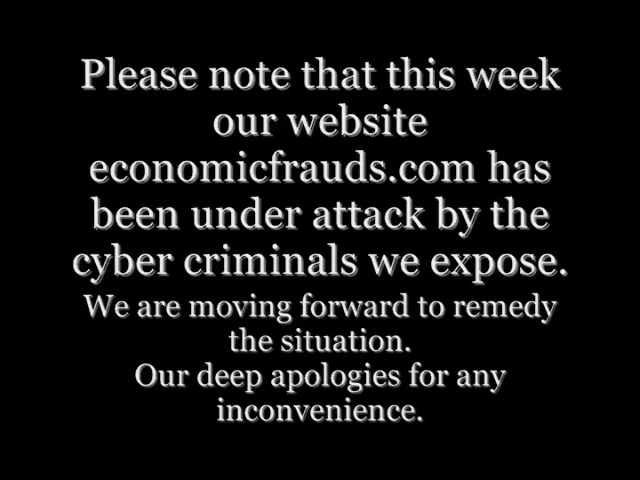 Please note that this week
our website
economicfrauds.com has
been under attack by the
cyber criminals we expose.
We are moving forward to remedy
the situation.
Our deep apologies for any
inconvenience.